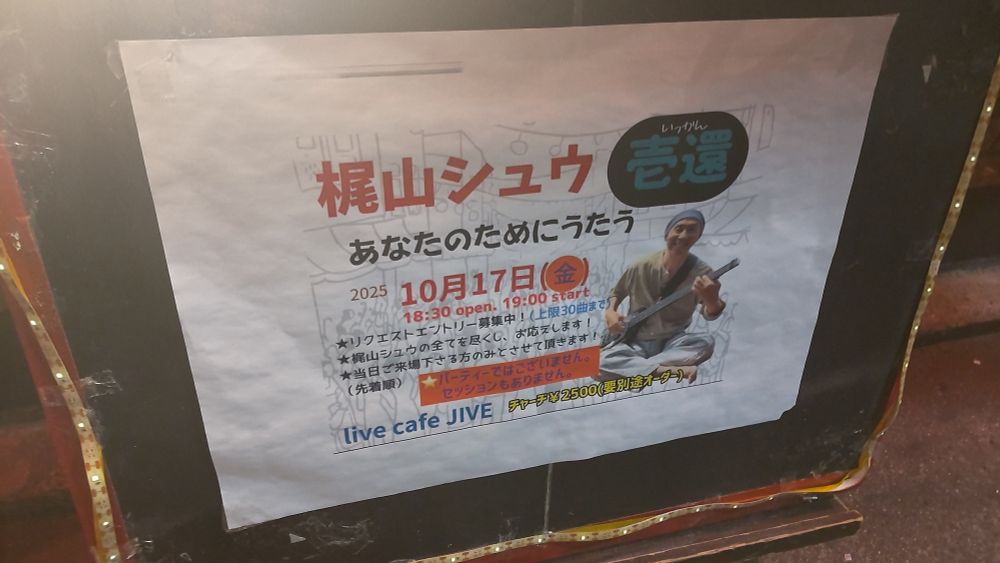 いっかん
梶山シュウ 壱還
あなたのためにうたう
2025 10月17日(金)
18:30 open. 19:00 start
★リクエストエントリー募集中！(上限30曲まで)
★梶山シュウの全てを尽くし、お応えします！
★当日ご来場下さる方のみとさせて頂きます！
(先着順)
⭐パーティーではございません。
セッションもありません。
live cafe JIVE チャーチ￥2500(要別途オーダー)